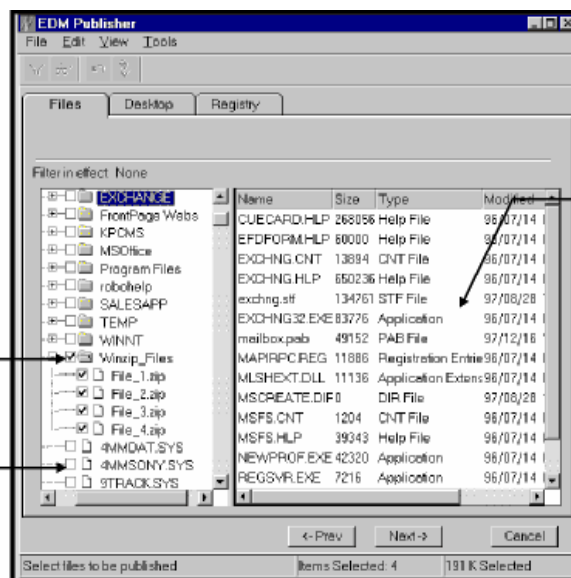 EDM Publisher
File Edit View Tools
Files Desktop Registry
Filter in effect None
EXCHANGE
FrontPage Webs
KPCMS
MSOffice
Program Files
robohelp
SALESAPP
TEMP
WINNT
Winzip_Files
File_1.zip
File_2.zip
File_3.zip
File_4.zip
4MMDAT.SYS
4MMSONY.SYS
9TRACK.SYS
Name Size Type Modified
CUECARD.HLP 268056 Help File 96/07/14
EFDFORM.HLP 60000 Help File 96/07/14
EXCHNG.CNT 13894 CNT File 96/07/14
EXCHNG.HLP 650236 Help File 96/07/14
exchng.stf 134761 STF File 97/08/28
EXCHNG32.EXE 83776 Application 96/07/14
mailbox.pab 49152 PAB File 97/12/16
MAPIRPC.REG 11886 Registration Entrie 96/07/14
MLSHEXT.DLL 11136 Application Extens 96/07/14
MSCREATE.DIR 0 DIR File 97/08/28
MSFS.CNT 1204 CNT File 96/07/14
MSFS.HLP 39343 Help File 96/07/14
NEWPROF.EXE 42320 Application 96/07/14
REGSVR.EXE 7216 Application 96/07/14
<-Prev Next-> Cancel
Select files to be published Items Selected: 4 191 K Selected